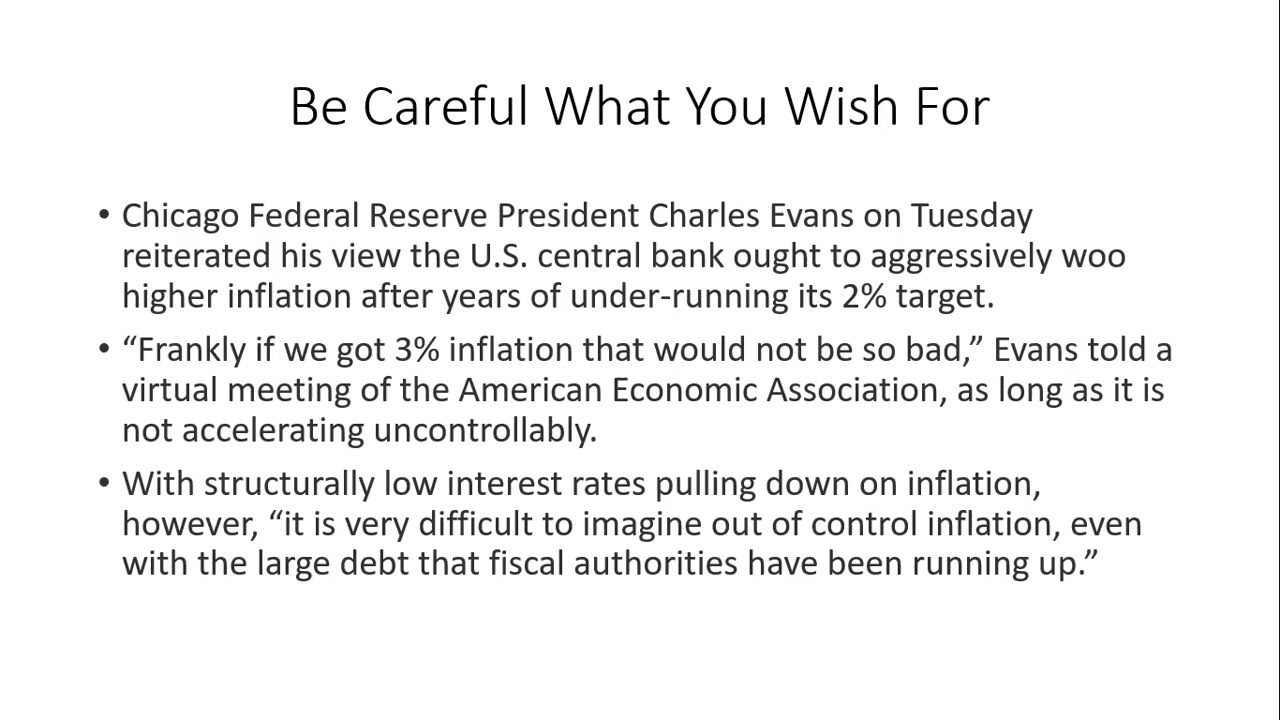 Be Careful What You Wish For
• Chicago Federal Reserve President Charles Evans on Tuesday
reiterated his view the U.S. central bank ought to aggressively woo
higher inflation after years of under-running its 2% target.
• “Frankly if we got 3% inflation that would not be so bad,” Evans told a
virtual meeting of the American Economic Association, as long as it is
not accelerating uncontrollably.
• With structurally low interest rates pulling down on inflation,
however, “it is very difficult to imagine out of control inflation, even
with the large debt that fiscal authorities have been running up.”